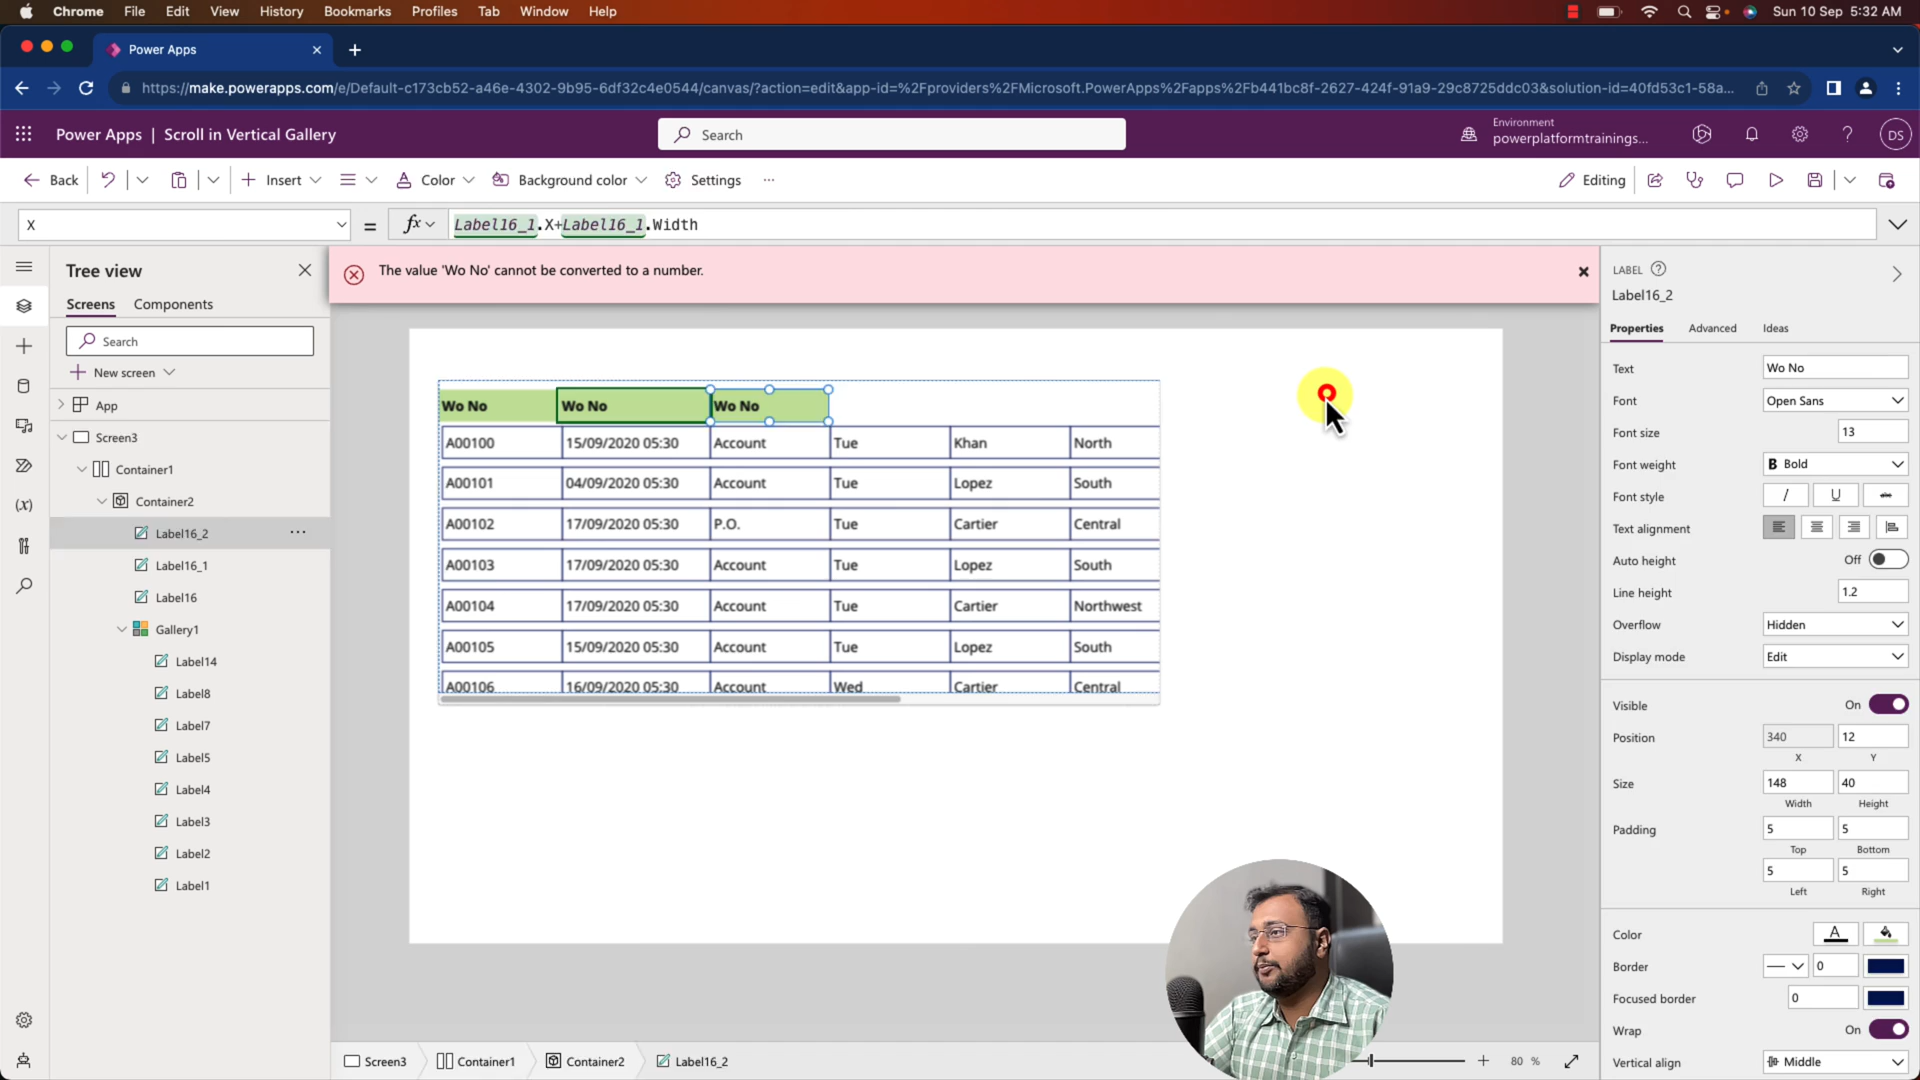 Chrome File Edit View History Bookmarks Profiles Tab Window Help Sun 10 Sep 5:32 AM
Power Apps
https://make.powerapps.com/e/Default-c173cb52-a46e-4302-9b95-6df32c4e0544/canvas/?action=edit&app-id=%2Fproviders%2FMicrosoft.PowerApps%2Fapps%2Fb441bc8f-2627-424f-91a9-29c8725ddc03&solution-id=40fd53c1-58a...
Power Apps | Scroll in Vertical Gallery
Search
Environment
powerplatformtrainings...
DS
Back Insert Color Background color Settings ... Editing
X = fx Label16_1.X+Label16_1.Width
Tree view
Screens Components
Search
New screen
App
Screen3
Container1
Container2
Label16_2 ...
Label16_1
Label16
Gallery1
Label14
Label8
Label7
Label5
Label4
Label3
Label2
Label1
The value 'Wo No' cannot be converted to a number.
Wo No Wo No Wo No
A00100 15/09/2020 05:30 Account Tue Khan North
A00101 04/09/2020 05:30 Account Tue Lopez South
A00102 17/09/2020 05:30 P.O. Tue Cartier Central
A00103 17/09/2020 05:30 Account Tue Lopez South
A00104 17/09/2020 05:30 Account Tue Cartier Northwest
A00105 15/09/2020 05:30 Account Tue Lopez South
A00106 16/09/2020 05:30 Account Wed Cartier Central
LABEL
Label16_2
Properties Advanced Ideas
Text Wo No
Font Open Sans
Font size 13
Font weight B Bold
Font style / U abc
Text alignment
Auto height Off
Line height 1.2
Overflow Hidden
Display mode Edit
Visible On
Position 340 12
X Y
Size 148 40
Width Height
Padding 5 5
Top Bottom
5 5
Left Right
Color A
Border 0
Focused border 0
Wrap On
Vertical align Middle
Screen3 Container1 Container2 Label16_2
80 %